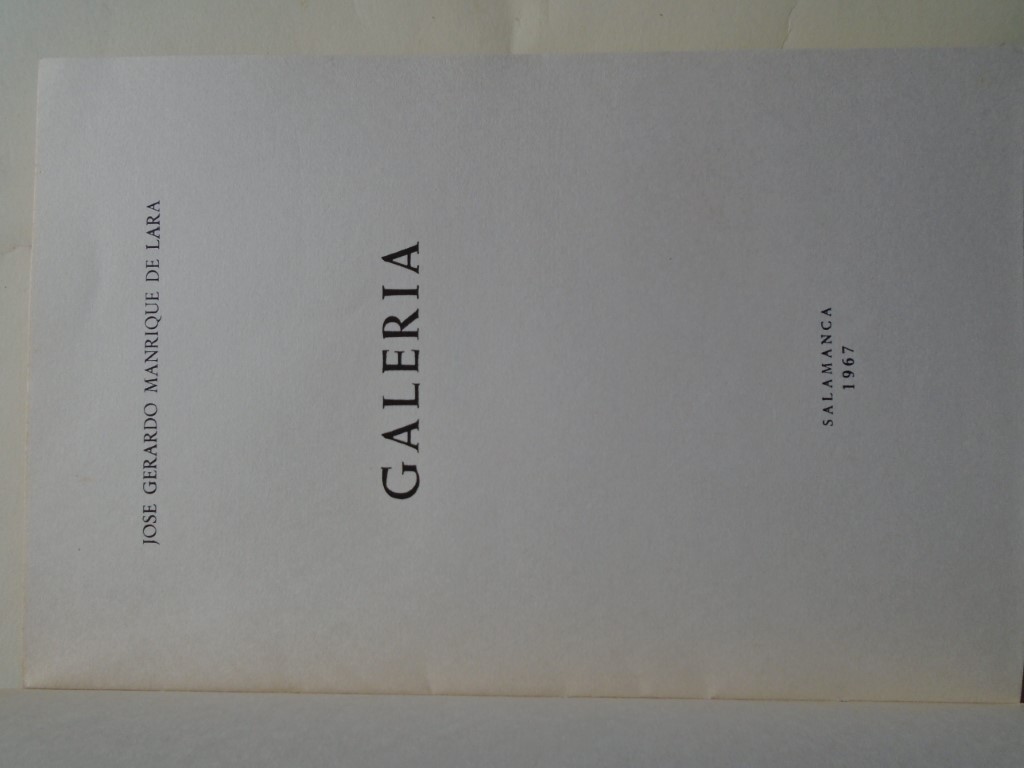 JOSE GERARDO MANRIQUE DE LARA
GALERIA
SALAMANCA
1967